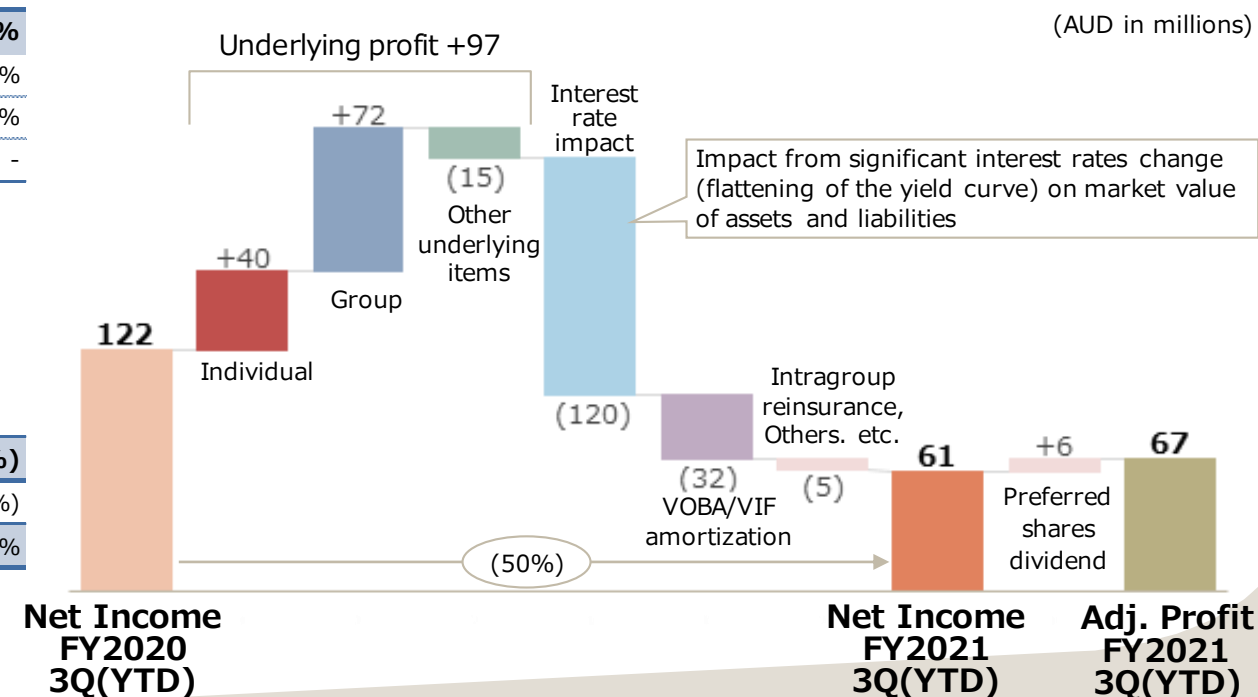 %
%
%
-
%)
%)
%
(AUD in millions)
Underlying profit +97
+72
Interest
rate
impact
(15)
Other
underlying
items
Impact from significant interest rates change
(flattening of the yield curve) on market value
of assets and liabilities
+40
Group
122
Individual
(120)
Intragroup
reinsurance,
Others. etc.
(32)
VOBA/VIF
amortization
(5)
61
+6
67
Preferred
shares
dividend
(50%)
Net Income
FY2020
3Q(YTD)
Net Income
FY2021
3Q(YTD)
Adj. Profit
FY2021
3Q(YTD)